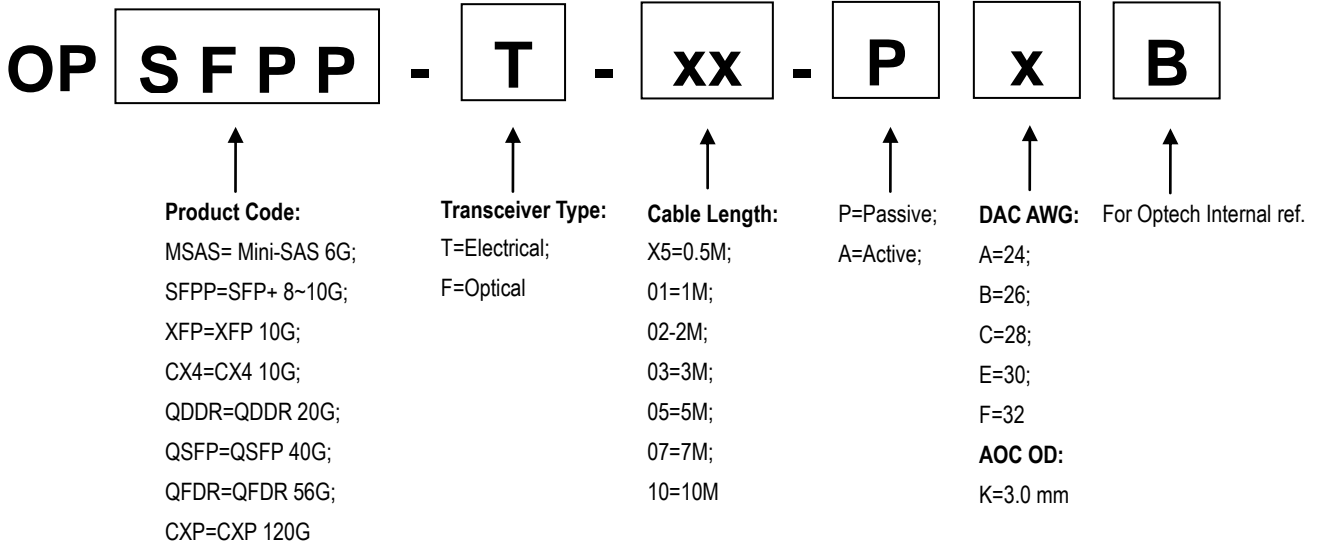 OP S F P P - T - xx - P x B
Product Code:
MSAS= Mini-SAS 6G;
SFPP=SFP+ 8~10G;
XFP=XFP 10G;
CX4=CX4 10G;
QDDR=QDDR 20G;
QSFP=QSFP 40G;
QFDR=QFDR 56G;
CXP=CXP 120G
Transceiver Type:
T=Electrical;
F=Optical
Cable Length:
X5=0.5M;
01=1M;
02-2M;
03=3M;
05=5M;
07=7M;
10=10M
P=Passive;
A=Active;
DAC AWG:
A=24;
B=26;
C=28;
E=30;
F=32
AOC OD:
K=3.0 mm
For Optech Internal ref.